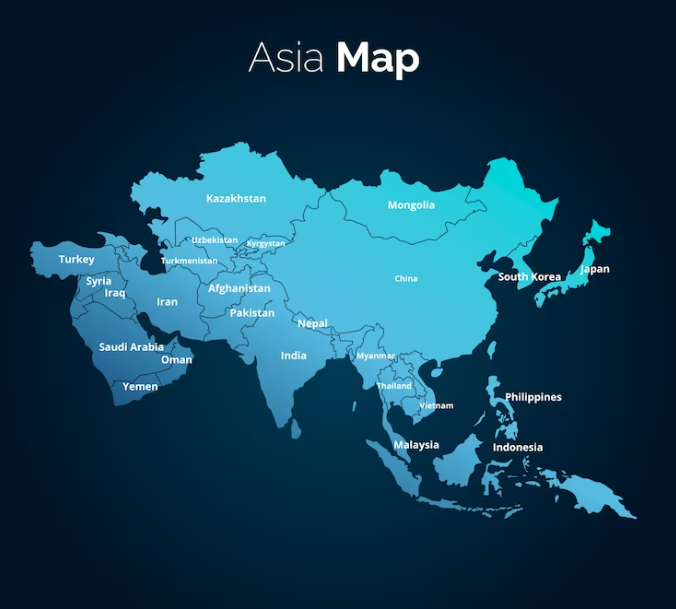 Asia Map
Kazakhstan
Mongolia
Uzbekistan
Kyrgystan
Turkey
Turkmenistan
Syria
Iraq
Iran
Afghanistan
China
South Korea
Japan
Pakistan
Nepal
Saudi Arabia
Oman
India
Myanmar
Yemen
Thailand
Philippines
Vietnam
Malaysia
Indonesia